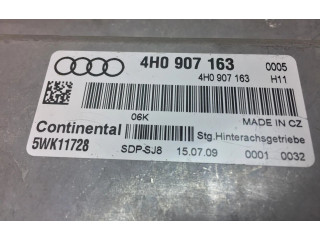 4H0 907 163 0005
4H0 907 163 H11
06K
MADE IN CZ
Continental
Stg.Hinterachsgetriebe
5WK11728
SDP-SJ8 15.07.09 0001 0032